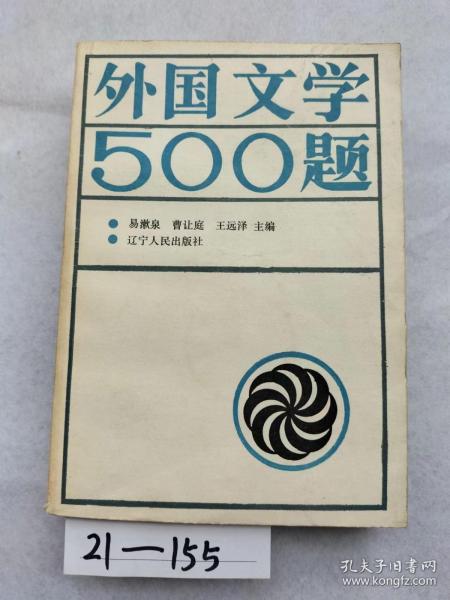 外国文学
500题
易漱泉 曹让庭 王远泽 主编
辽宁人民出版社
21—155
孔夫子旧书网
www.kongfz.com